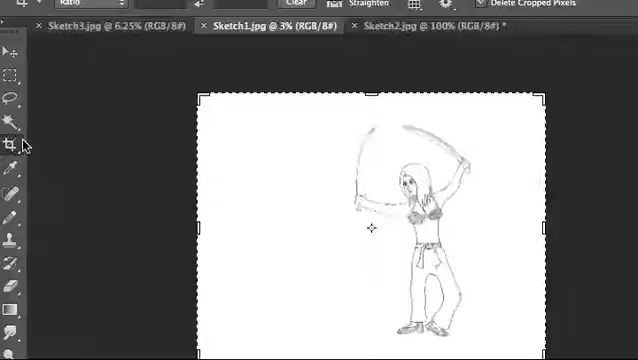 Ratio Clear Straighten Delete Cropped Pixels
× Sketch3.jpg @ 6.25% (RGB/8#) × Sketch1.jpg @ 3% (RGB/8#) × Sketch2.jpg @ 100% (RGB/8#) *